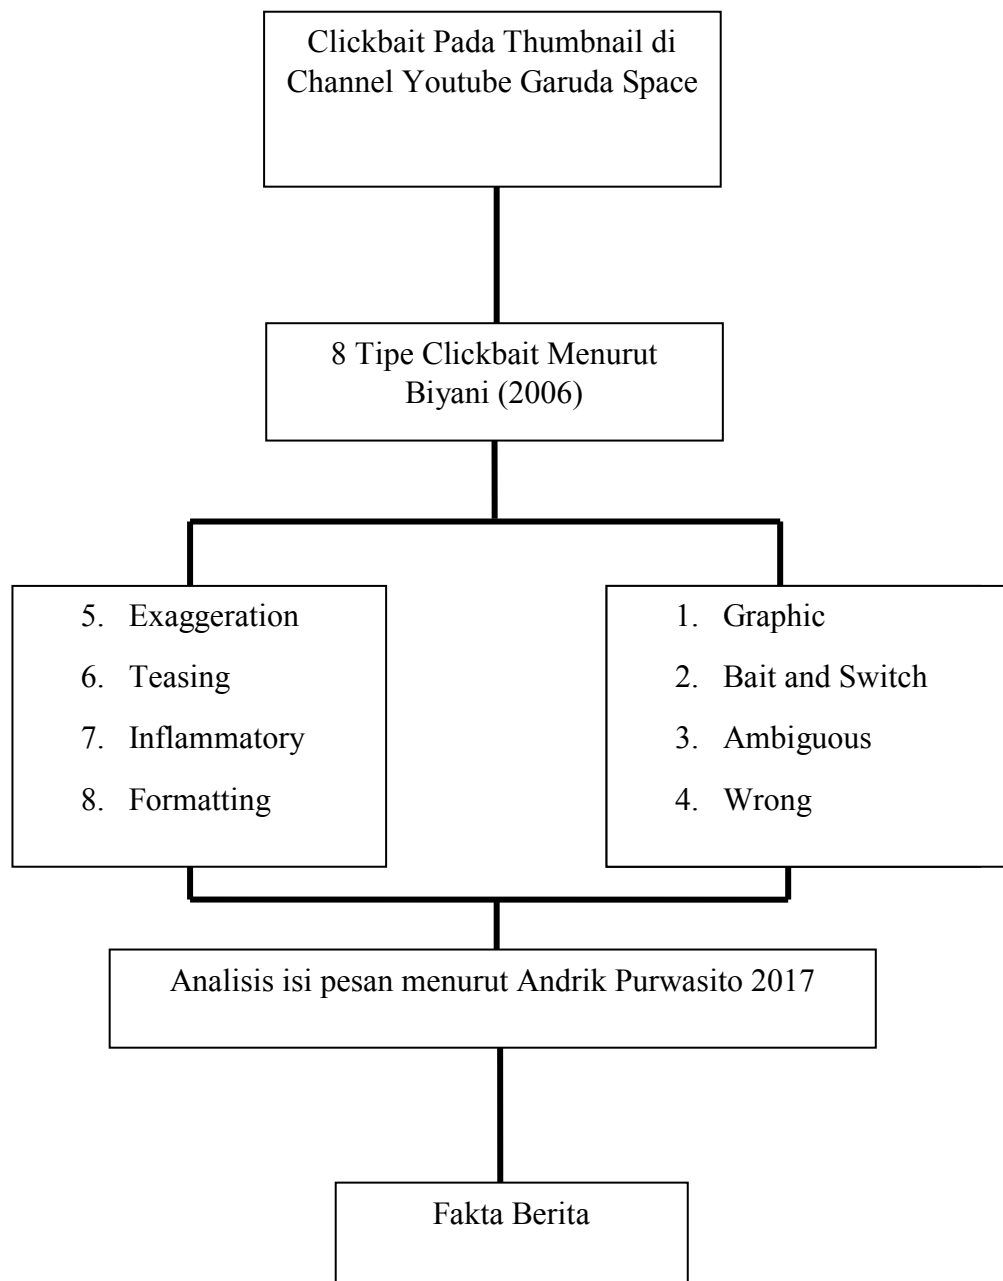 Clickbait Pada Thumbnail di
Channel Youtube Garuda Space
8 Tipe Clickbait Menurut
Biyani (2006)
5. Exaggeration
6. Teasing
7. Inflammatory
8. Formatting
1. Graphic
2. Bait and Switch
3. Ambiguous
4. Wrong
Analisis isi pesan menurut Andrik Purwasito 2017
Fakta Berita